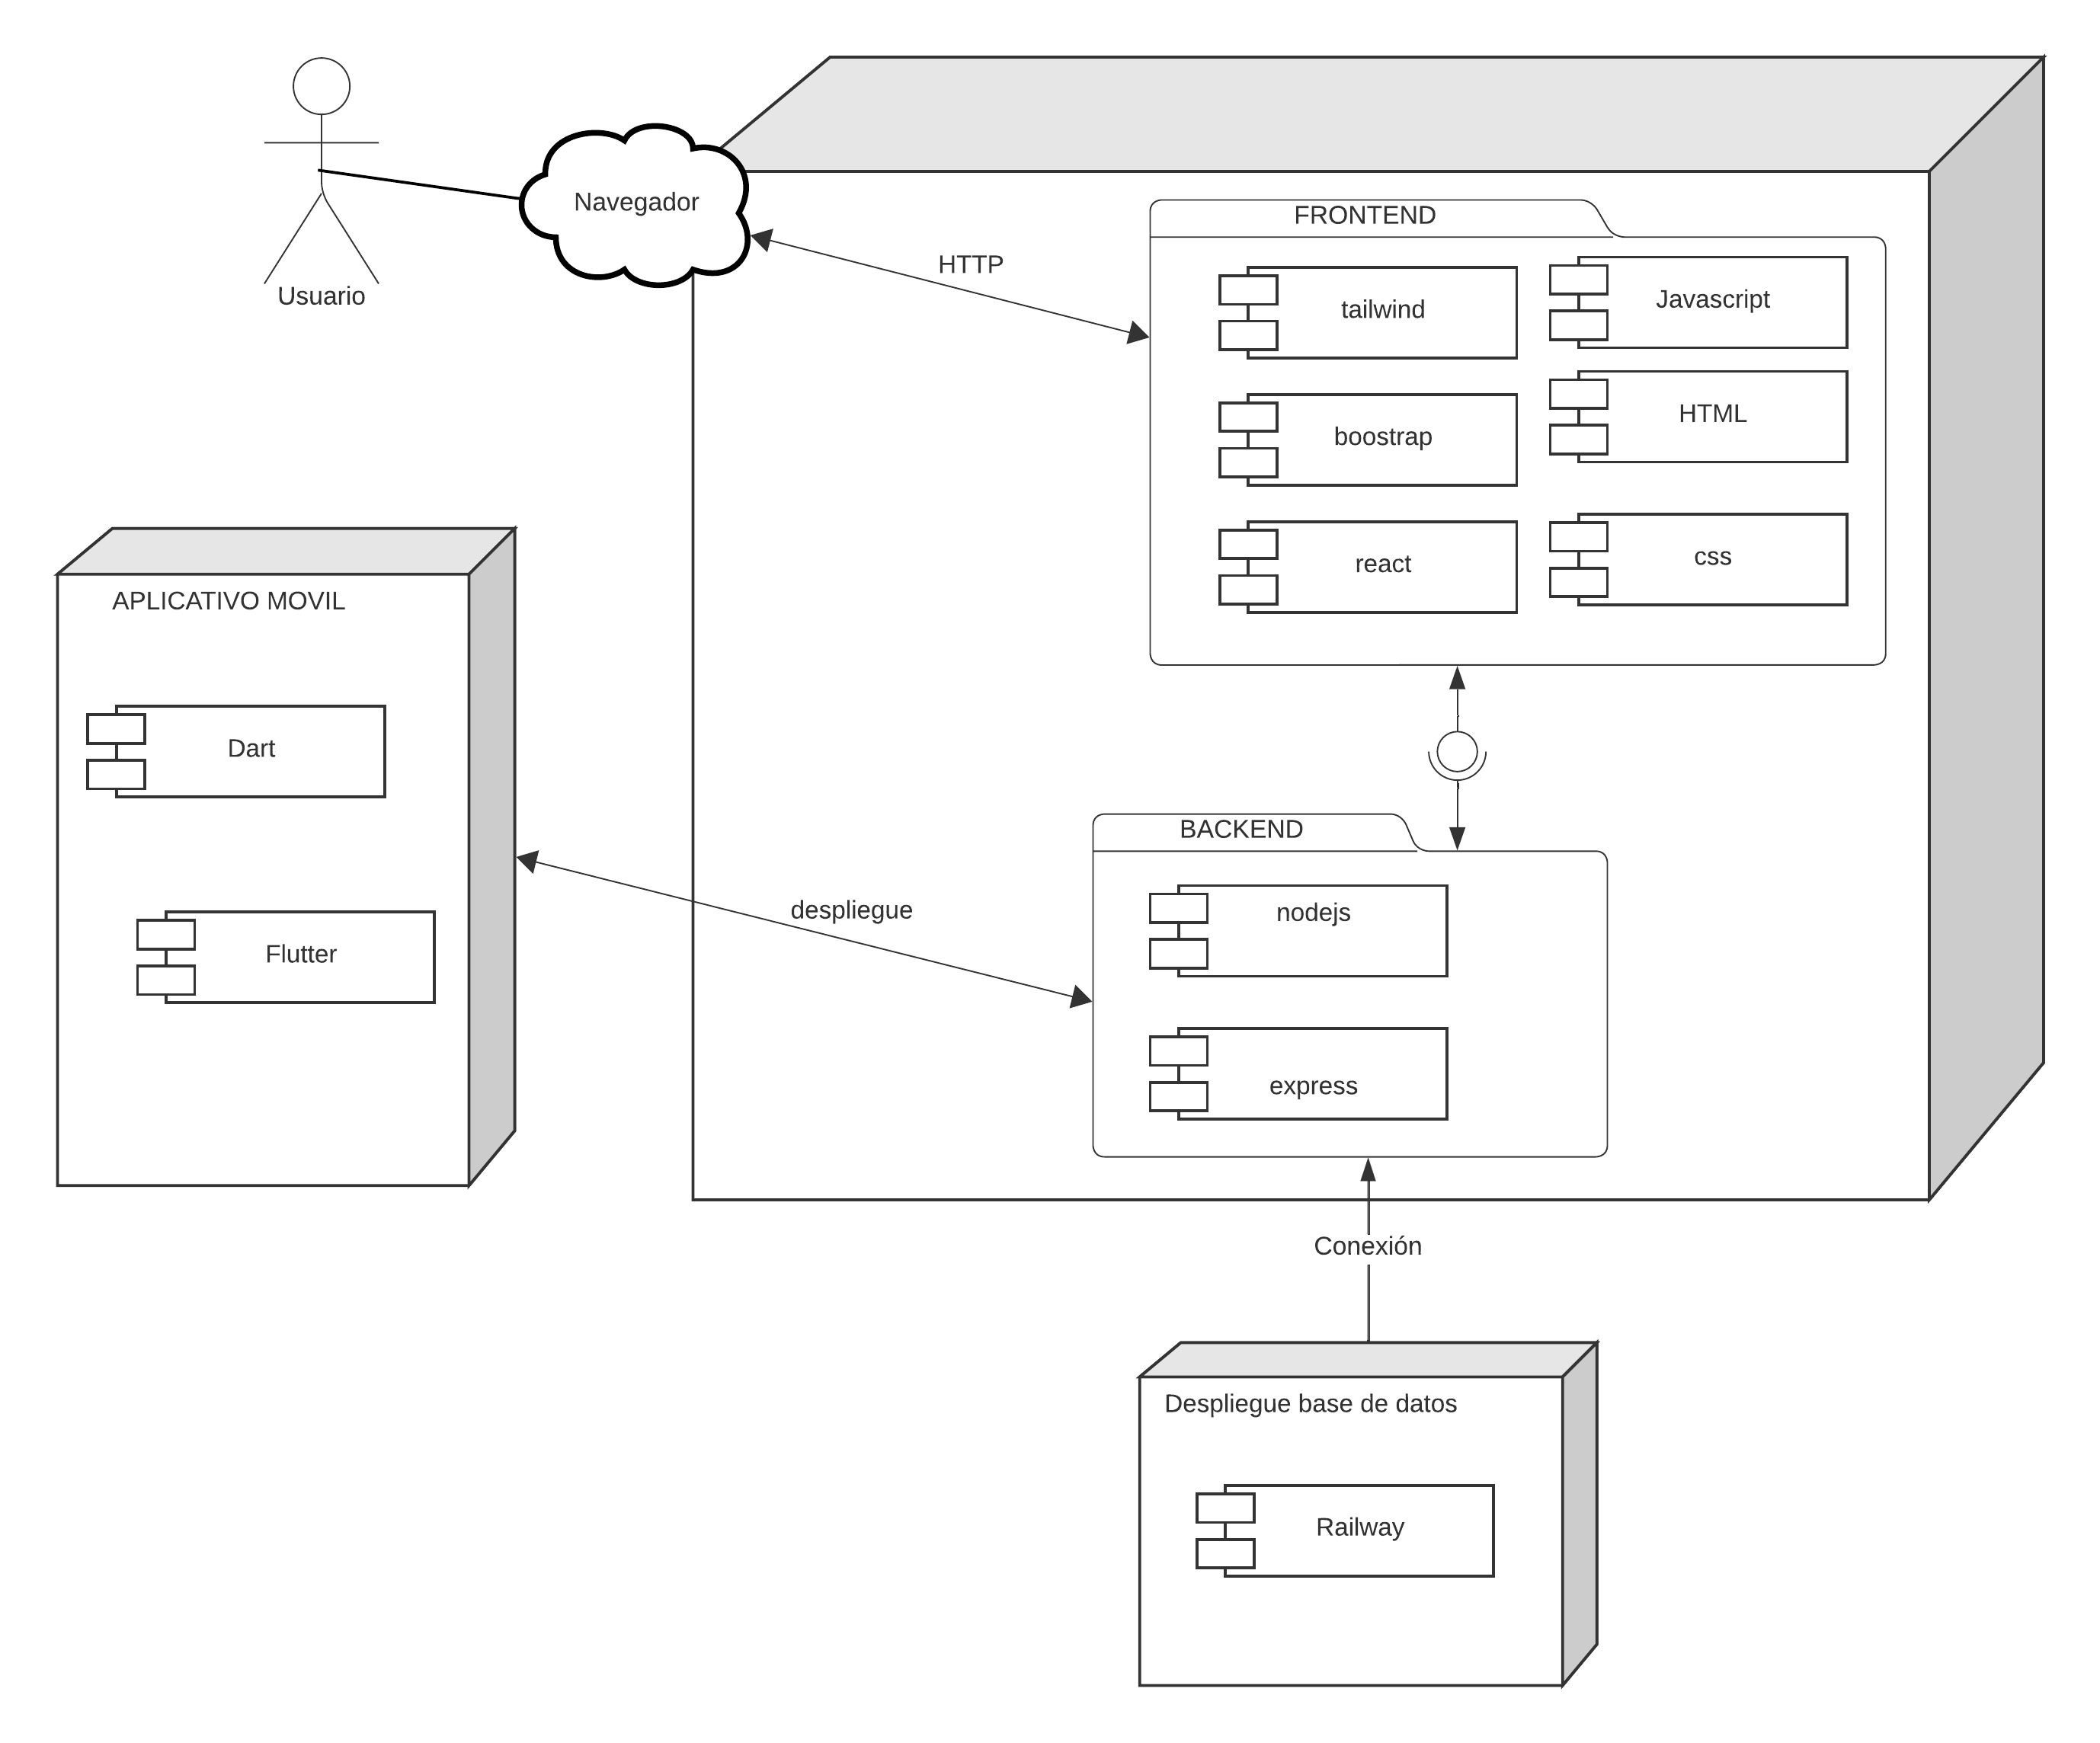 Usuario
Navegador
HTTP
FRONTEND
tailwind
Javascript
boostrap
HTML
react
css
APLICATIVO MOVIL
Dart
Flutter
despliegue
BACKEND
nodejs
express
Conexión
Despliegue base de datos
Railway